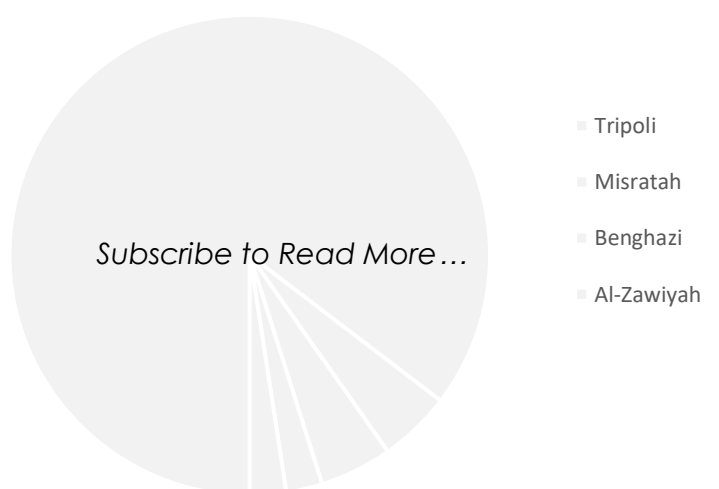 Subscribe to Read More…
Tripoli
Misratah
Benghazi
Al-Zawiyah